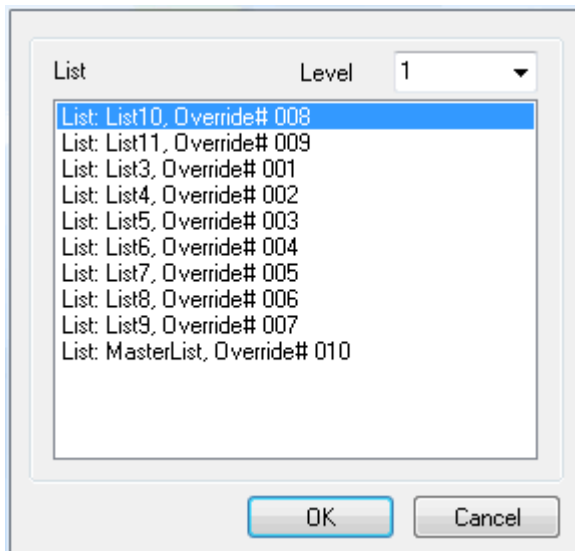 List Level 1
List: List10, Override# 008
List: List11, Override# 009
List: List3, Override# 001
List: List4, Override# 002
List: List5, Override# 003
List: List6, Override# 004
List: List7, Override# 005
List: List8, Override# 006
List: List9, Override# 007
List: MasterList, Override# 010
OK Cancel